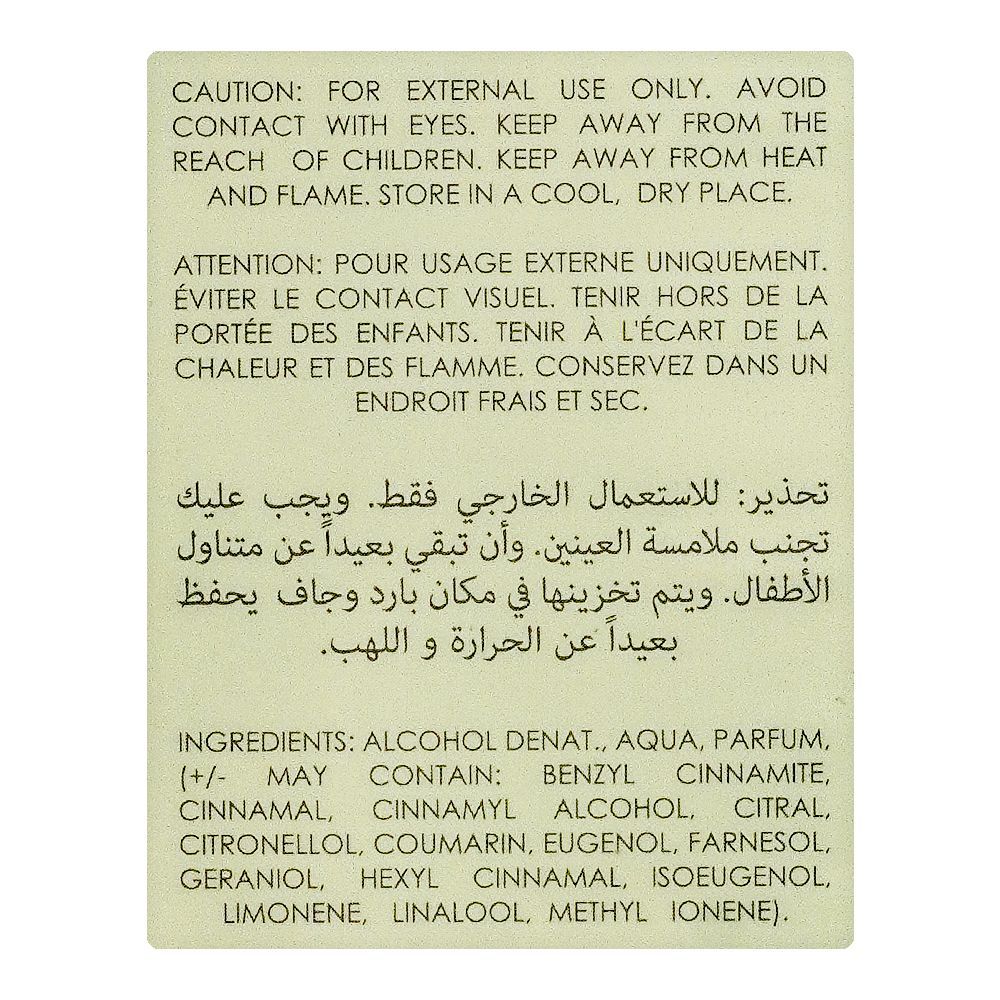 CAUTION: FOR EXTERNAL USE ONLY. AVOID
CONTACT WITH EYES. KEEP AWAY FROM THE
REACH OF CHILDREN. KEEP AWAY FROM HEAT
AND FLAME. STORE IN A COOL, DRY PLACE.
ATTENTION: POUR USAGE EXTERNE UNIQUEMENT.
ÉVITER LE CONTACT VISUEL. TENIR HORS DE LA
PORTÉE DES ENFANTS. TENIR À L'ÉCART DE LA
CHALEUR ET DES FLAMME. CONSERVEZ DANS UN
ENDROIT FRAIS ET SEC.
تحذير: للاستعمال الخارجي فقط. ويجب عليك
تجنب ملامسة العينين. وأن تبقي بعيداً عن متناول
الأطفال. ويتم تخزينها في مكان بارد وجاف يحفظ
بعيداً عن الحرارة و اللهب.
INGREDIENTS: ALCOHOL DENAT., AQUA, PARFUM,
(+/- MAY CONTAIN: BENZYL CINNAMITE,
CINNAMAL, CINNAMYL ALCOHOL, CITRAL,
CITRONELLOL, COUMARIN, EUGENOL, FARNESOL,
GERANIOL, HEXYL CINNAMAL, ISOEUGENOL,
LIMONENE, LINALOOL, METHYL IONENE).